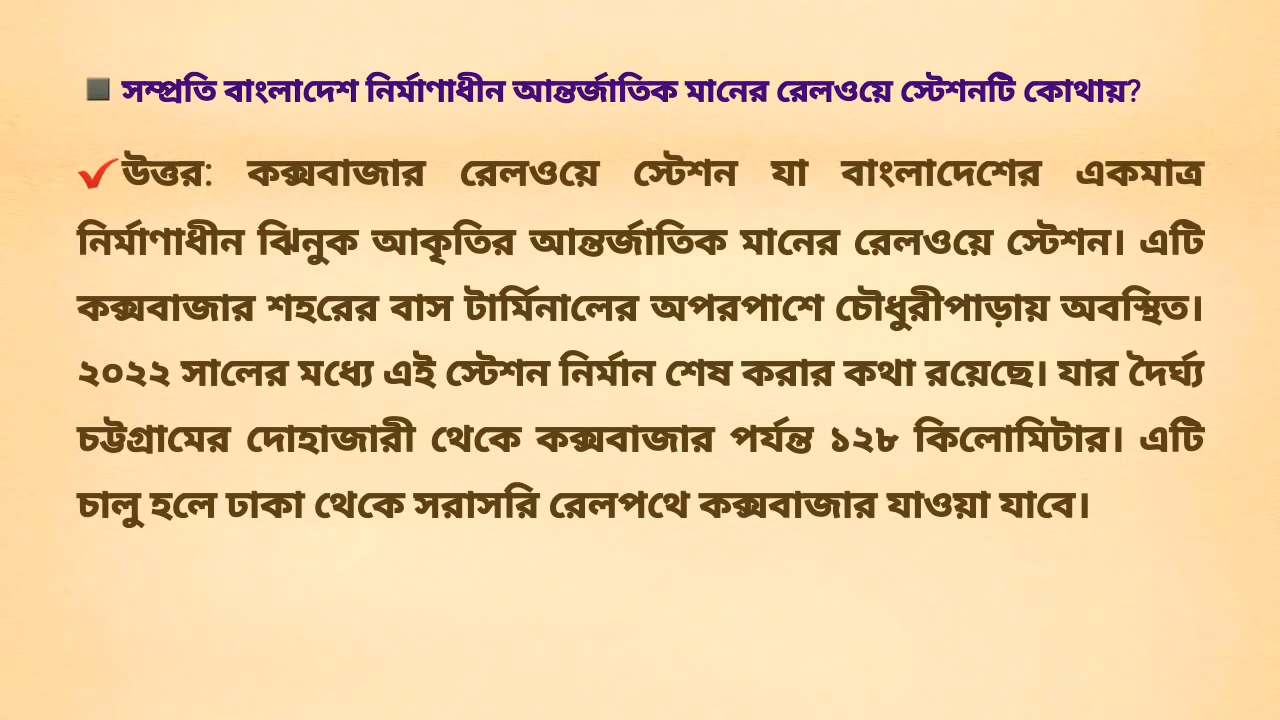 সম্প্রতি বাংলাদেশ নির্মাণাধীন আন্তর্জাতিক মানের রেলওয়ে স্টেশনটি কোথায়?
উত্তর: কক্সবাজার রেলওয়ে স্টেশন যা বাংলাদেশের একমাত্র
নির্মাণাধীন ঝিনুক আকৃতির আন্তর্জাতিক মানের রেলওয়ে স্টেশন। এটি
কক্সবাজার শহরের বাস টার্মিনালের অপরপাশে চৌধুরীপাড়ায় অবস্থিত।
২০২২ সালের মধ্যে এই স্টেশন নির্মান শেষ করার কথা রয়েছে। যার দৈর্ঘ্য
চট্টগ্রামের দোহাজারী থেকে কক্সবাজার পর্যন্ত ১২৮ কিলোমিটার। এটি
চালু হলে ঢাকা থেকে সরাসরি রেলপথে কক্সবাজার যাওয়া যাবে।